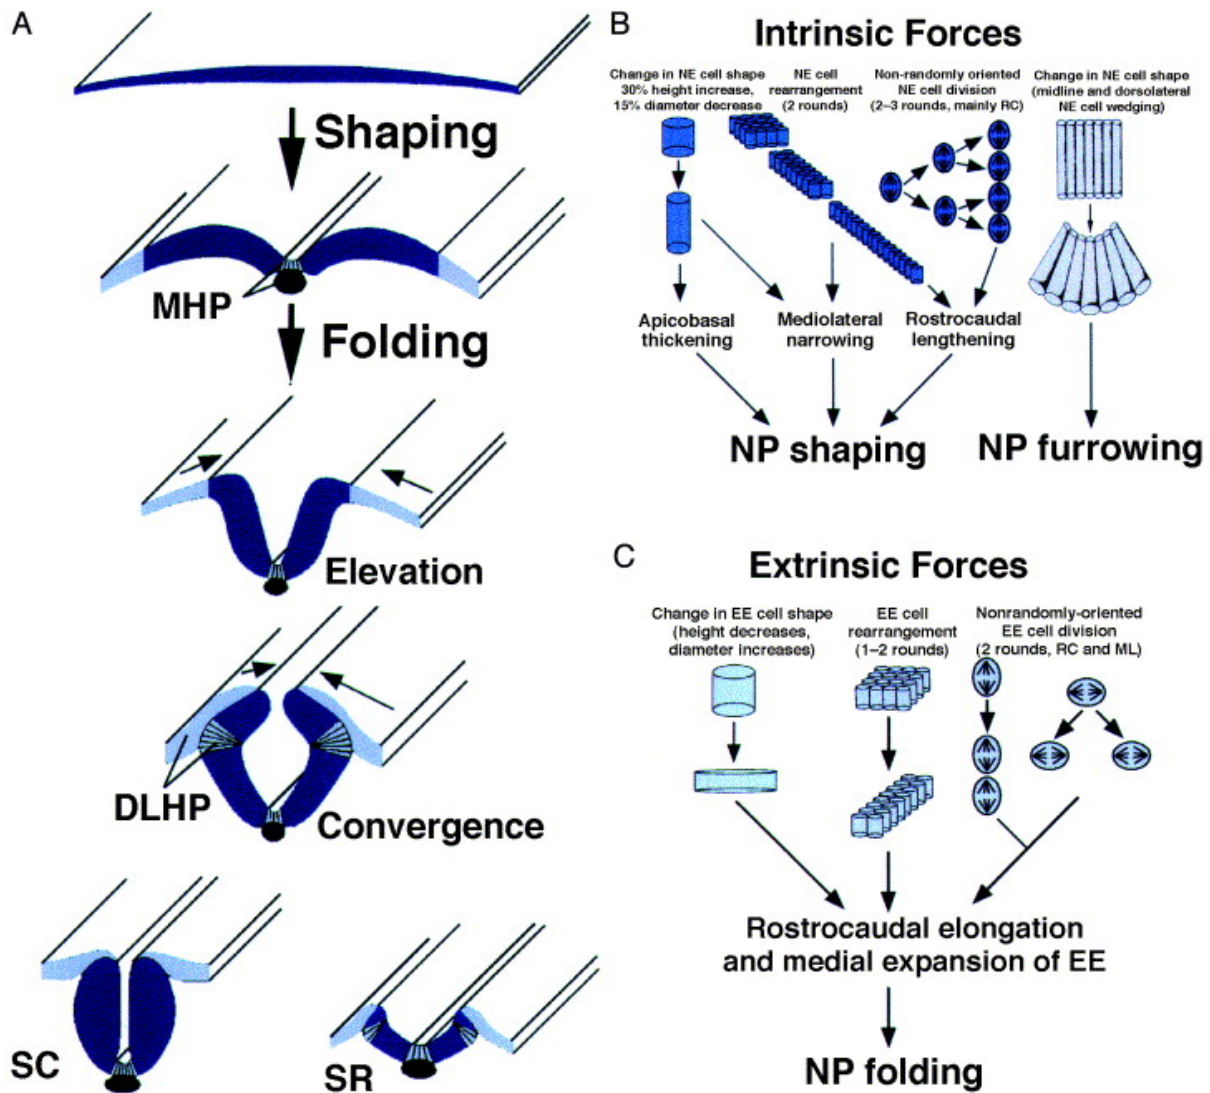 A
Shaping
MHP
Folding
Elevation
DLHP
Convergence
SC
SR
B
Intrinsic Forces
Change in NE cell shape
30% height increase,
15% diameter decrease
NE cell
rearrangement
(2 rounds)
Non-randomly oriented
NE cell division
(2–3 rounds, mainly RC)
Change in NE cell shape
(midline and dorsolateral
NE cell wedging)
Apicobasal
thickening
Mediolateral
narrowing
Rostrocaudal
lengthening
NP shaping
NP furrowing
C
Extrinsic Forces
Change in EE cell shape
(height decreases,
diameter increases)
EE cell
rearrangement
(1–2 rounds)
Nonrandomly-oriented
EE cell division
(2 rounds, RC and ML)
Rostrocaudal elongation
and medial expansion of EE
NP folding